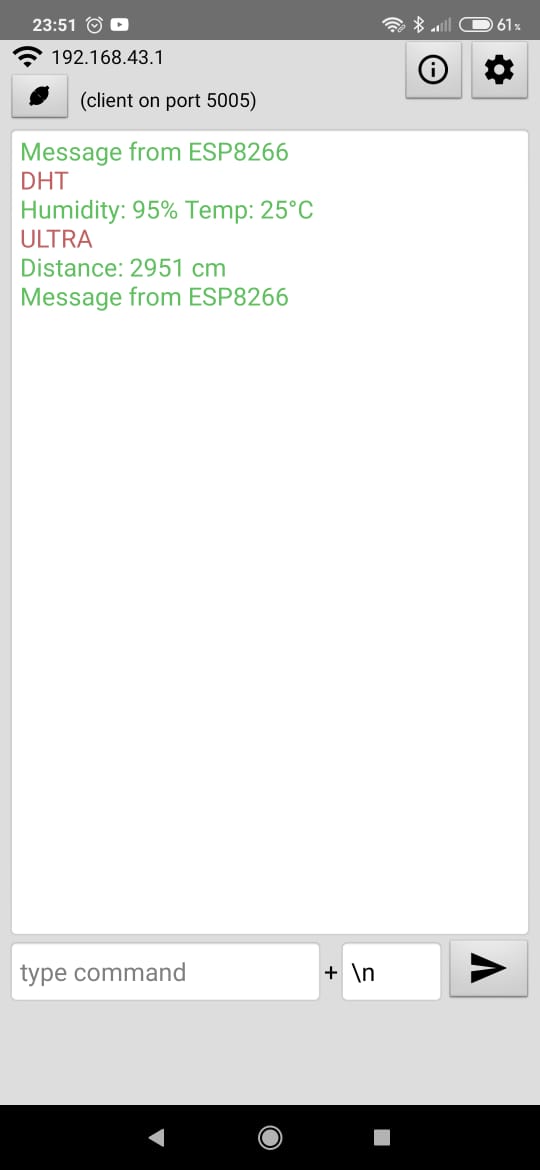 23:51
61%
192.168.43.1
(client on port 5005)
Message from ESP8266
DHT
Humidity: 95% Temp: 25°C
ULTRA
Distance: 2951 cm
Message from ESP8266
type command + \n